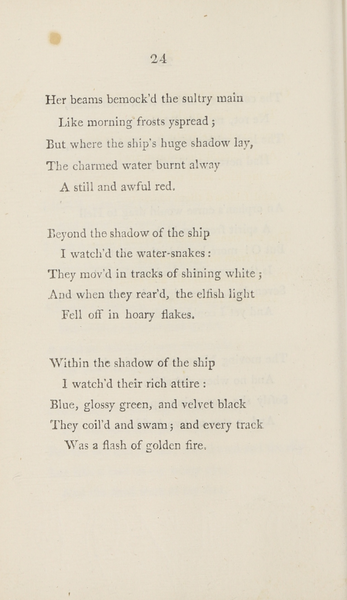 24
Her beams bemock'd the sultry main
Like morning frosts yspread;
But where the ship's huge shadow lay,
The charmed water burnt alway
A still and awful red.
Beyond the shadow of the ship
I watch'd the water-snakes:
They mov'd in tracks of shining white;
And when they rear'd, the elfish light
Fell off in hoary flakes.
Within the shadow of the ship
I watch'd their rich attire:
Blue, glossy green, and velvet black
They coil'd and swam; and every track
Was a flash of golden fire.